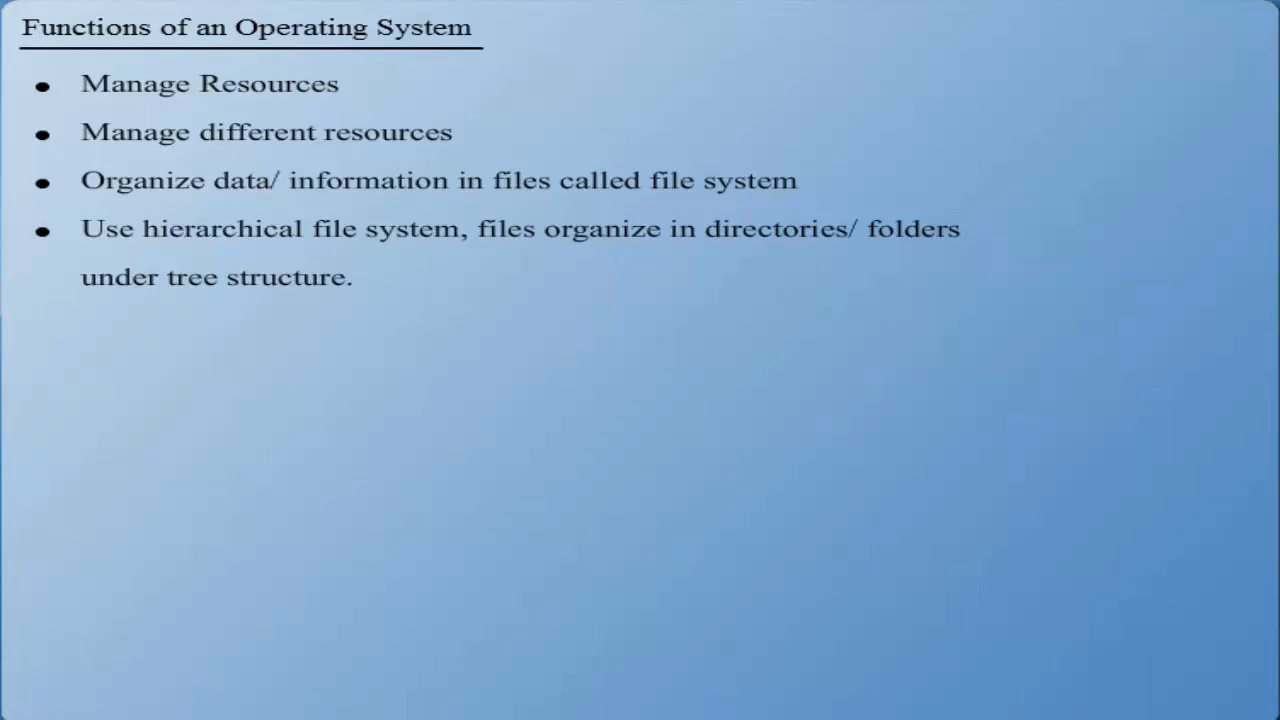 Functions of an Operating System
● Manage Resources
● Manage different resources
● Organize data/ information in files called file system
● Use hierarchical file system, files organize in directories/ folders
under tree structure.